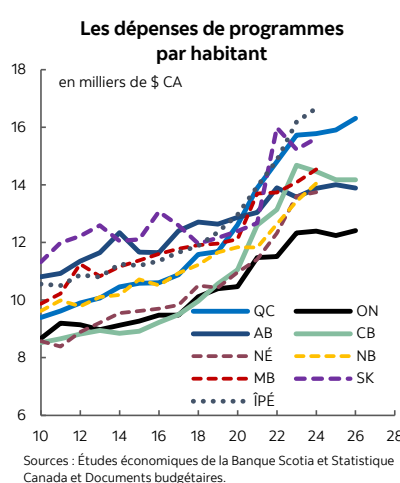 Les dépenses de programmes
par habitant
en milliers de $ CA
18
16
14
12
10
8
6
QC
ON
AB
CB
NÉ
NB
MB
SK
ÎPÉ
10 12 14 16 18 20 22 24 26 28
Sources : Études économiques de la Banque Scotia et Statistique
Canada et Documents budgétaires.